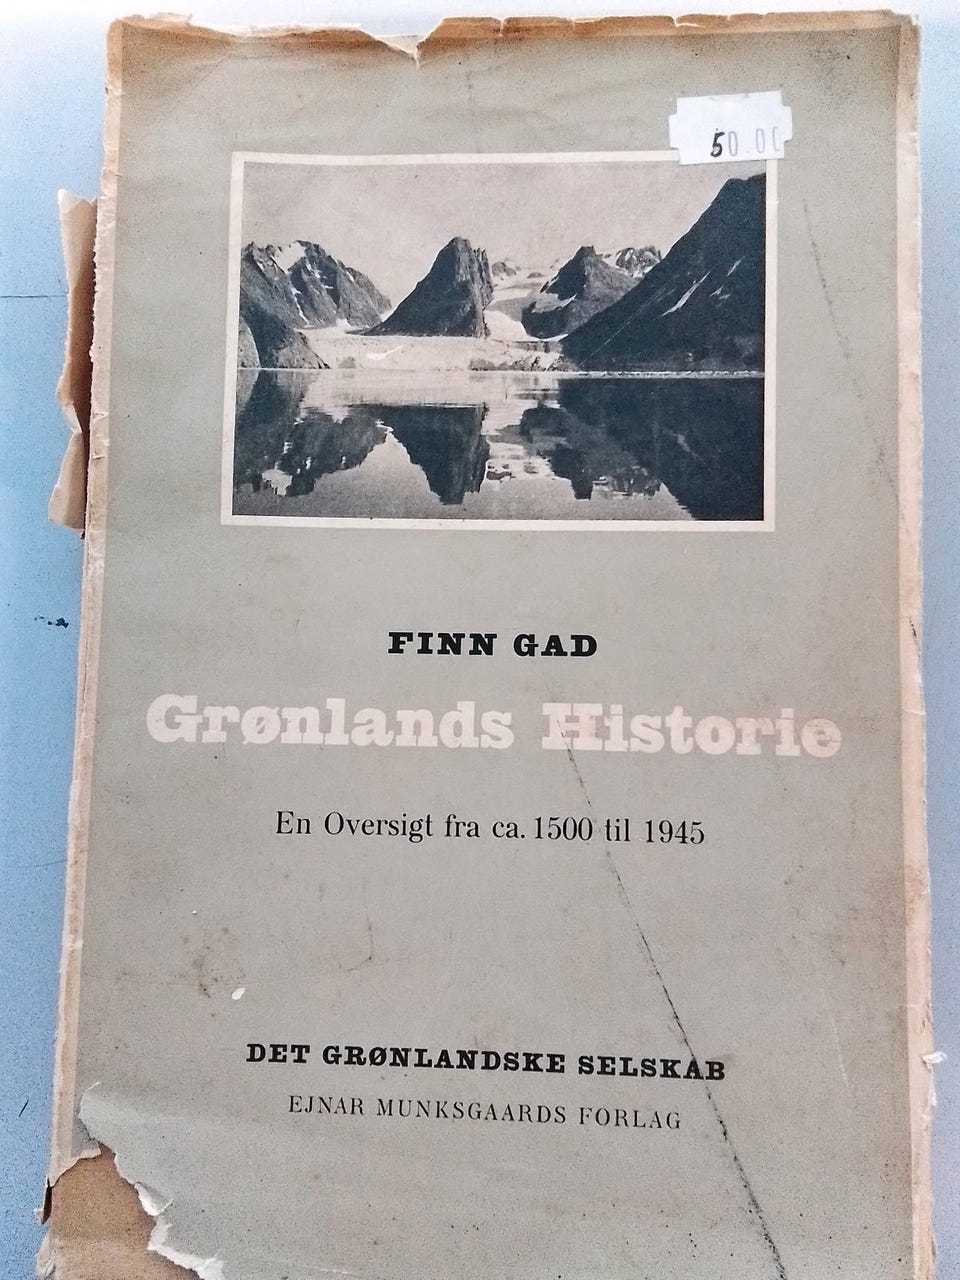 50.00
FINN GAD
Grønlands Historie
En Oversigt fra ca. 1500 til 1945
DET GRØNLANDSKE SELSKAB
EJNAR MUNKSGAARDS FORLAG